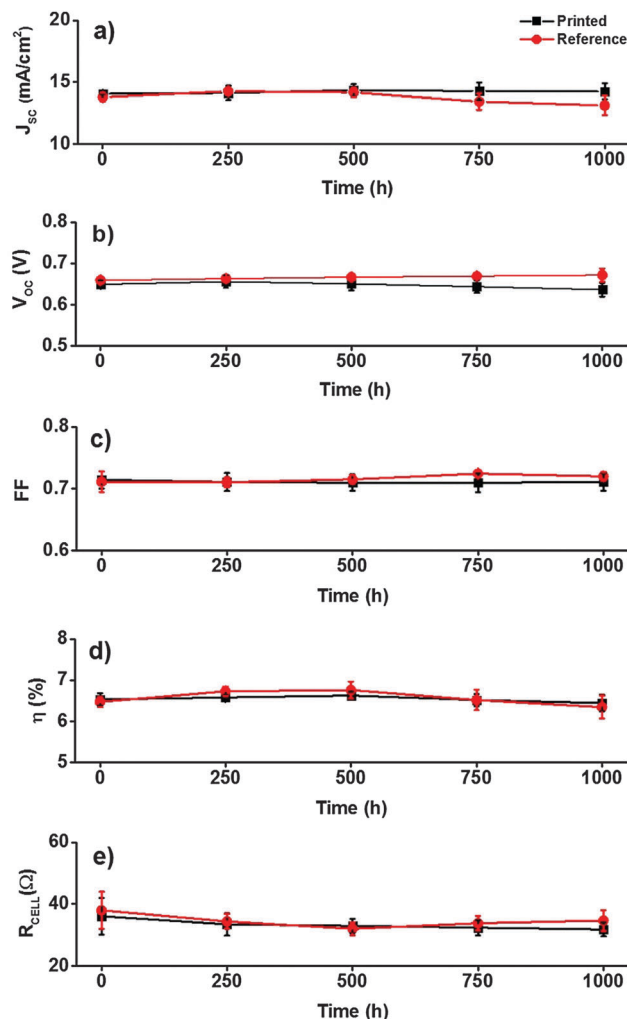 a)
Printed
Reference
20
15
10
J_SC (mA/cm²)
0 250 500 750 1000
Time (h)
b)
0.8
0.7
0.6
0.5
V_OC (V)
0 250 500 750 1000
Time (h)
c)
0.8
0.7
0.6
FF
0 250 500 750 1000
Time (h)
d)
8
7
6
5
η (%)
0 250 500 750 1000
Time (h)
e)
60
40
20
R_CELL (Ω)
0 250 500 750 1000
Time (h)